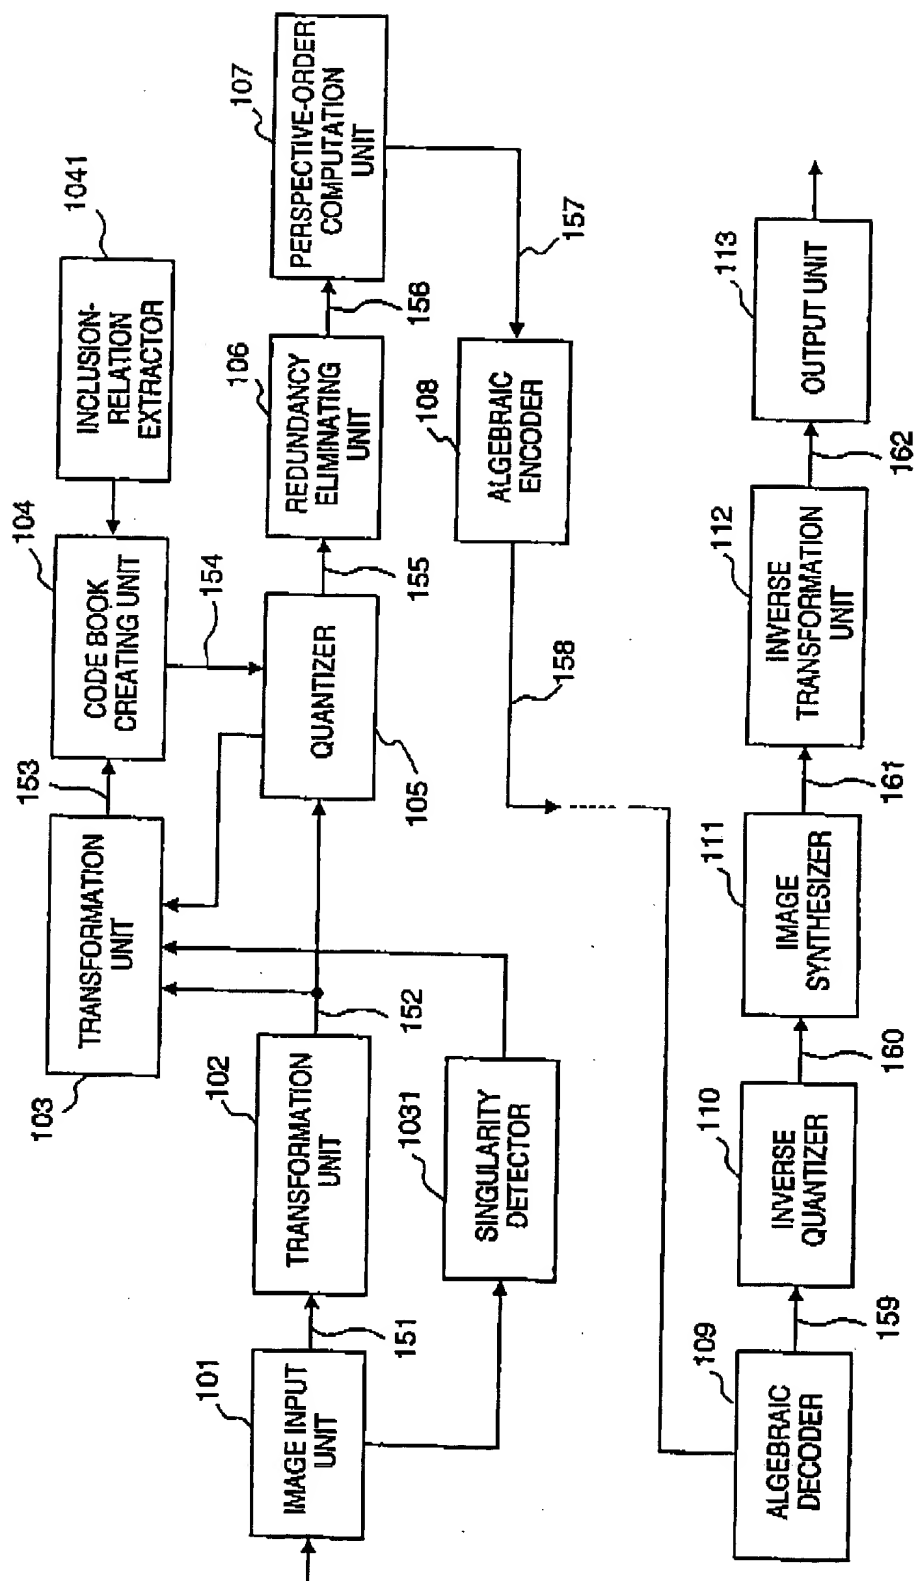 1041
INCLUSION-
RELATION
EXTRACTOR
104
CODE BOOK
CREATING UNIT
153
TRANSFORMATION
UNIT
103
154
107
PERSPECTIVE-ORDER
COMPUTATION
UNIT
156
106
REDUNDANCY
ELIMINATING
UNIT
155
QUANTIZER
105
152
102
TRANSFORMATION
UNIT
151
101
IMAGE INPUT
UNIT
1031
SINGULARITY
DETECTOR
157
108
ALGEBRAIC
ENCODER
158
109
ALGEBRAIC
DECODER
159
110
INVERSE
QUANTIZER
160
111
IMAGE
SYNTHESIZER
161
112
INVERSE
TRANSFORMATION
UNIT
162
113
OUTPUT UNIT